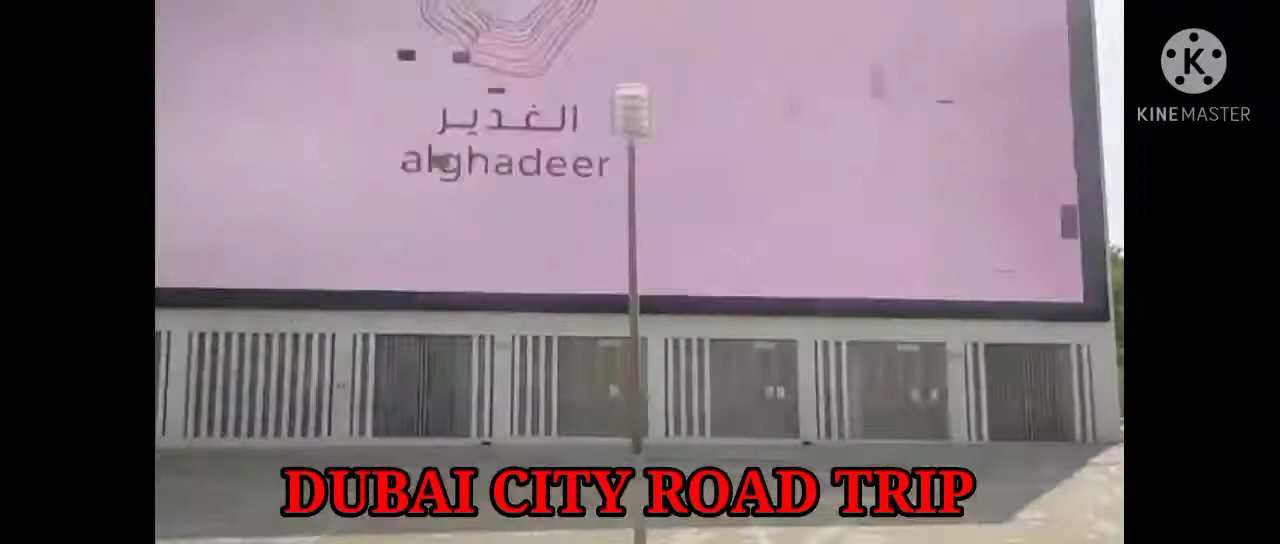 KINEMASTER
الغدير
alghadeer
DUBAI CITY ROAD TRIP